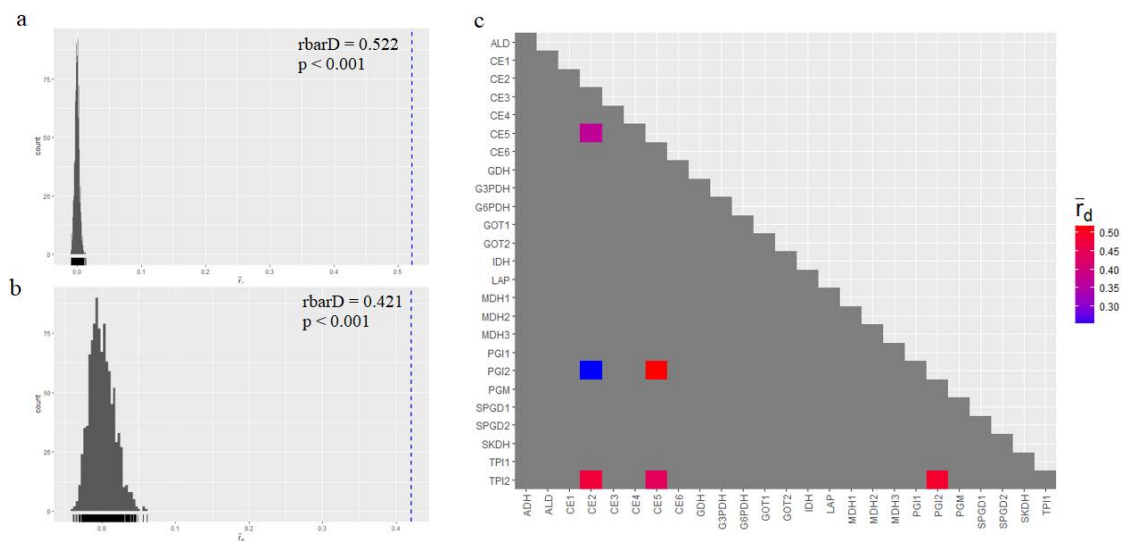 a
rbarD = 0.522
p < 0.001
75
50
25
0
count
0.0 0.1 0.2 0.3 0.4 0.5
b
rbarD = 0.421
p < 0.001
75
50
25
0
count
0.0 0.1 0.2 0.3 0.4
c
ALD
CE1
CE2
CE3
CE4
CE5
CE6
GDH
G3PDH
G6PDH
GOT1
GOT2
IDH
LAP
MDH1
MDH2
MDH3
PGI1
PGI2
PGM
SPGD1
SPGD2
SKDH
TPI1
TPI2
ADH ALD CE1 CE2 CE3 CE4 CE5 CE6 GDH G3PDH G6PDH GOT1 GOT2 IDH LAP MDH1 MDH2 MDH3 PGI1 PGI2 PGM SPGD1 SPGD2 SKDH TPI1
r̄d
0.50
0.45
0.40
0.35
0.30